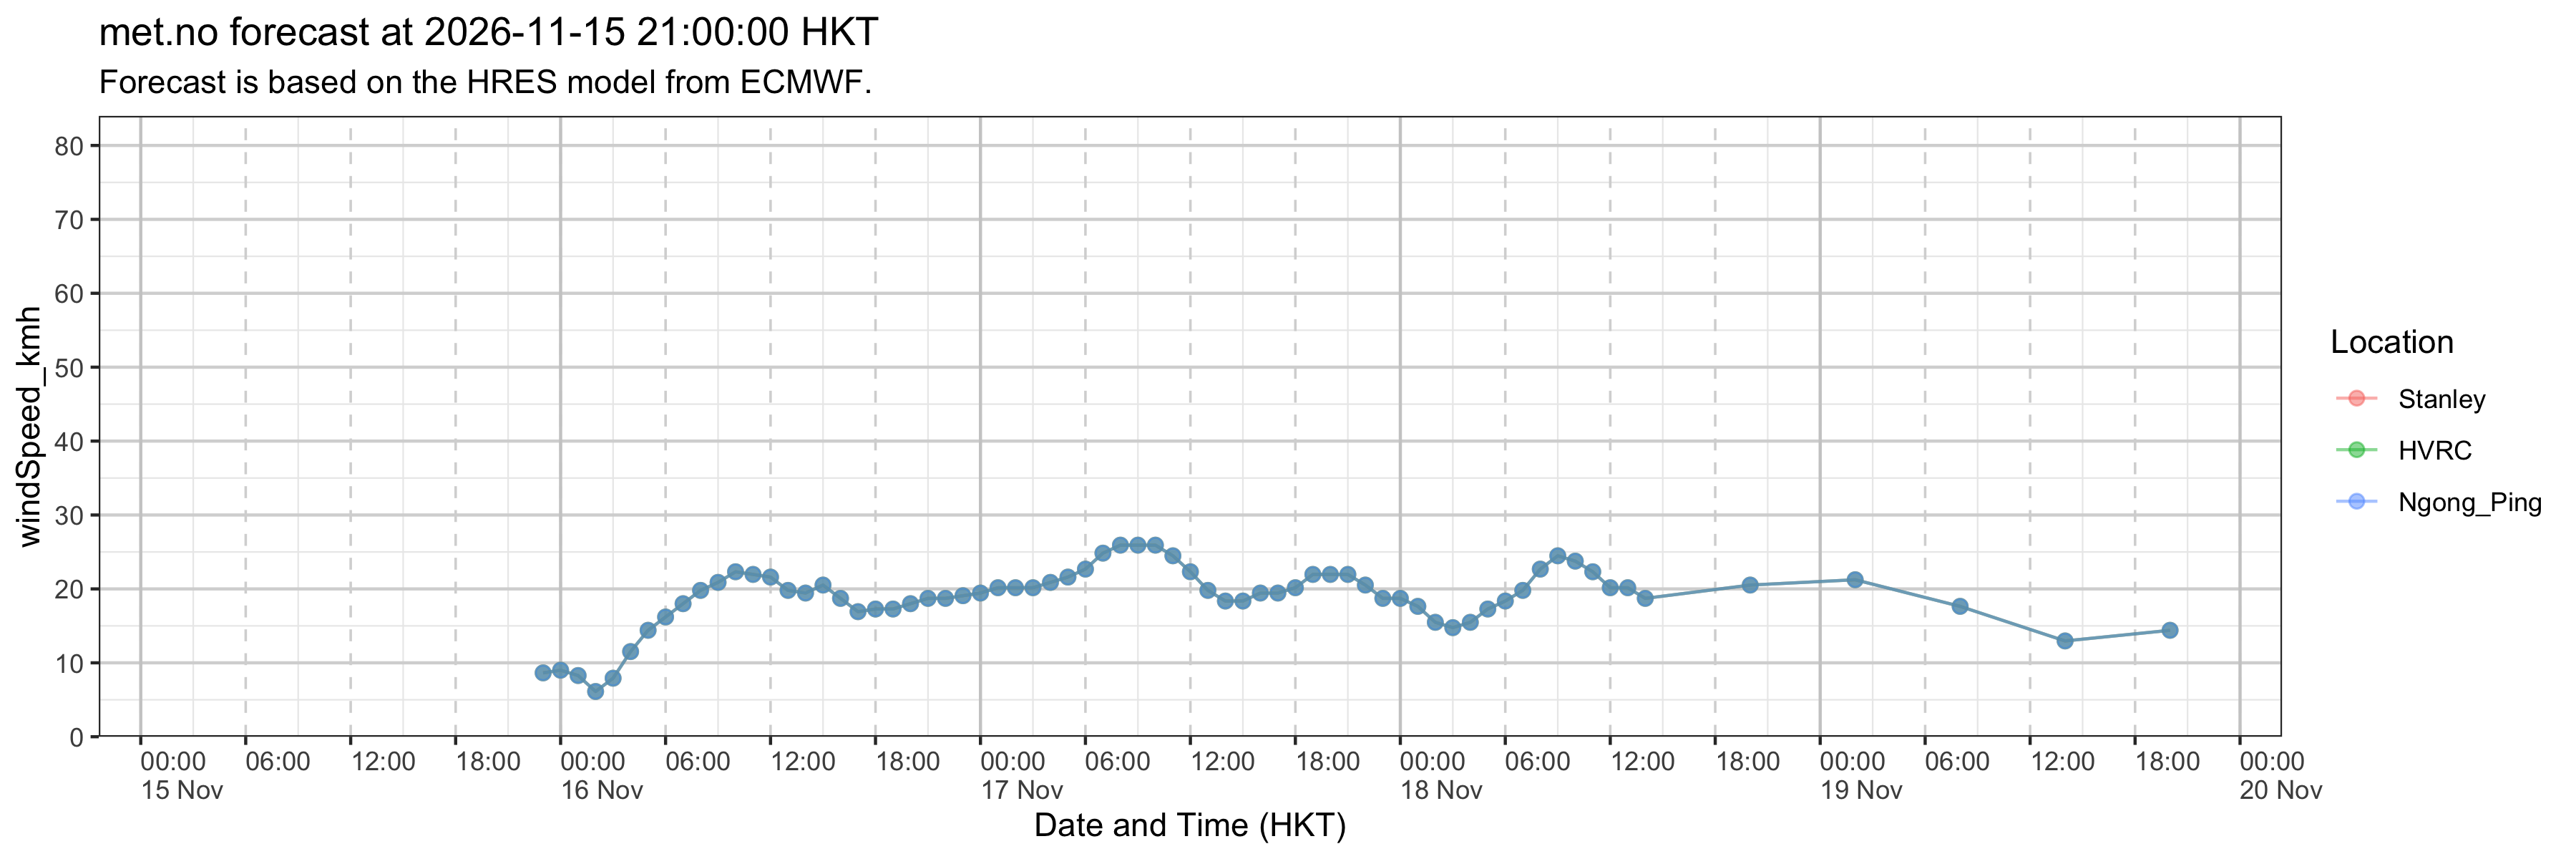 met.no forecast at 2026-11-15 21:00:00 HKT
Forecast is based on the HRES model from ECMWF.
windSpeed_kmh
80
70
60
50
40
30
20
10
0
00:00 06:00 12:00 18:00 00:00 06:00 12:00 18:00 00:00 06:00 12:00 18:00 00:00 06:00 12:00 18:00 00:00 06:00 12:00 18:00 00:00
15 Nov 16 Nov 17 Nov 18 Nov 19 Nov 20 Nov
Date and Time (HKT)
Location
Stanley
HVRC
Ngong_Ping